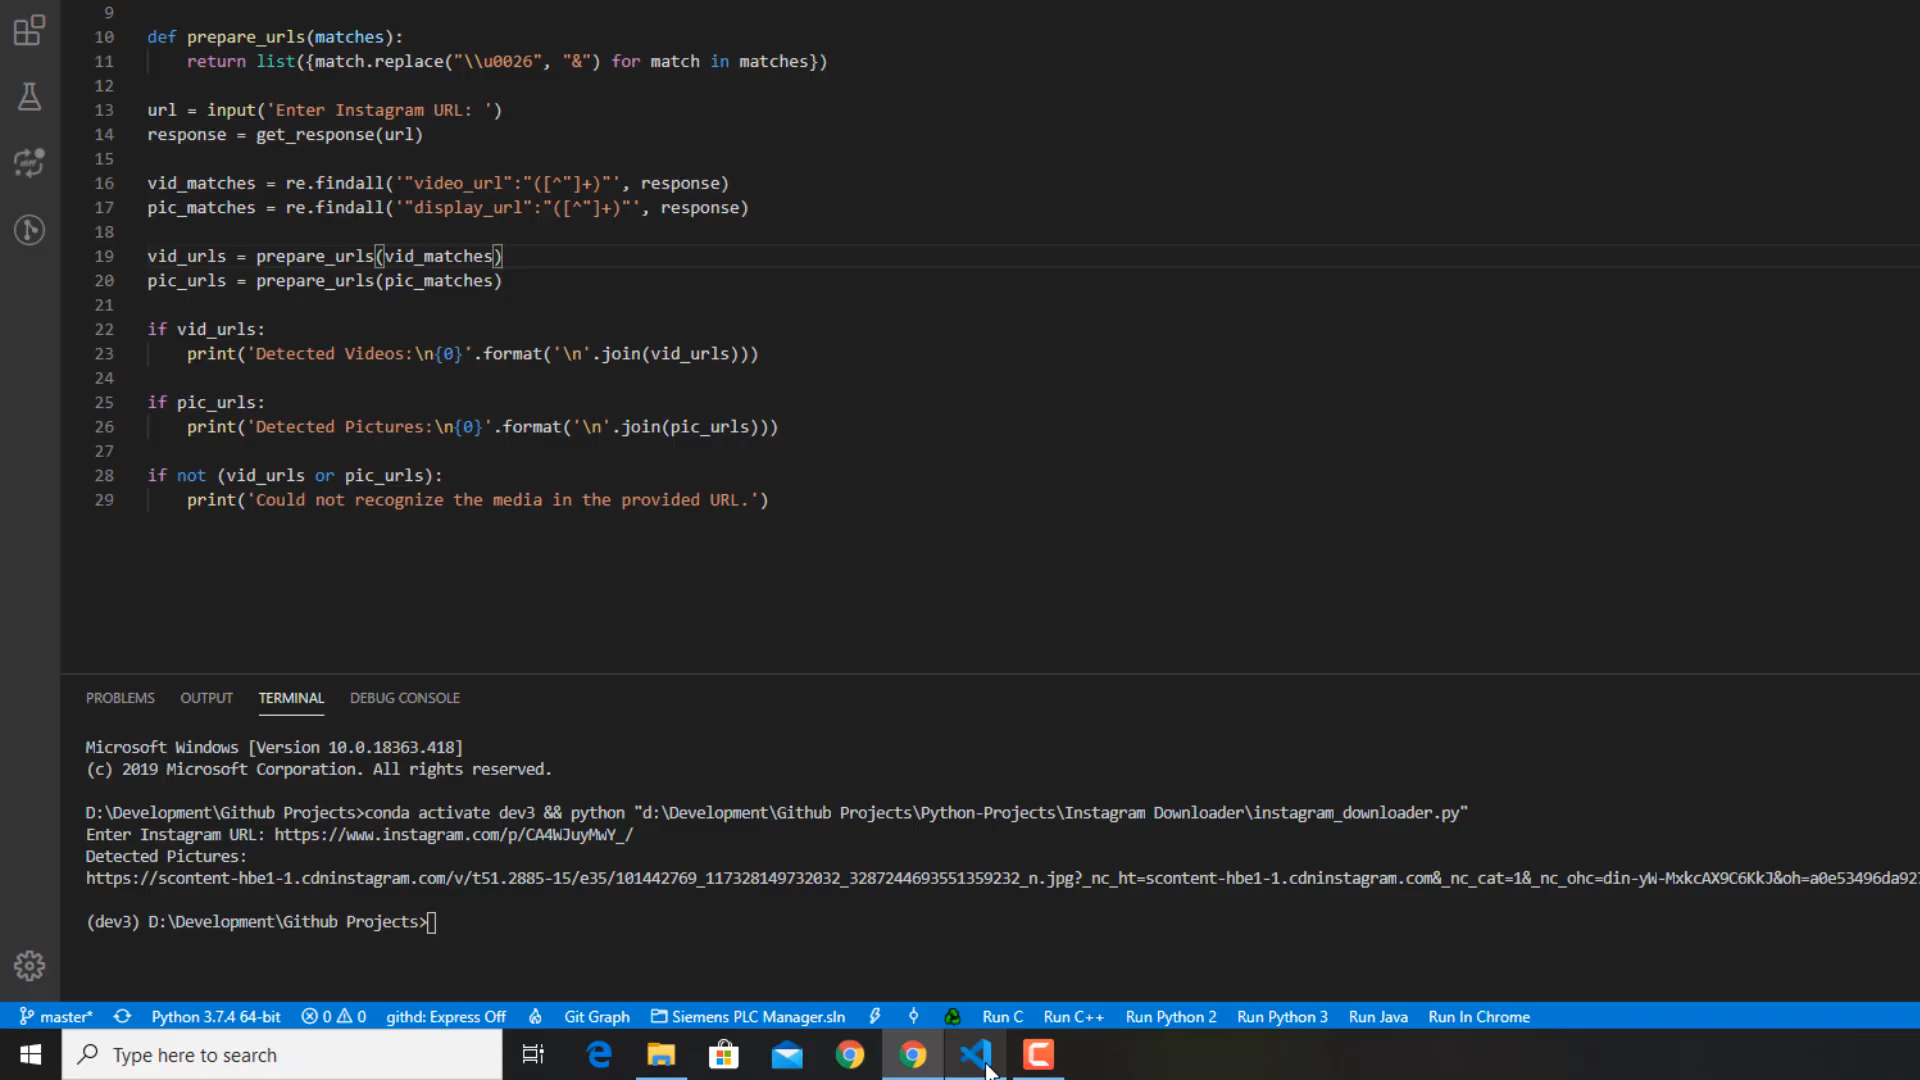 9
10 def prepare_urls(matches):
11 return list({match.replace("\\u0026", "&") for match in matches})
12
13 url = input('Enter Instagram URL: ')
14 response = get_response(url)
15
16 vid_matches = re.findall('"video_url":"([^"]+)"', response)
17 pic_matches = re.findall('"display_url":"([^"]+)"', response)
18
19 vid_urls = prepare_urls(vid_matches)
20 pic_urls = prepare_urls(pic_matches)
21
22 if vid_urls:
23 print('Detected Videos:\n{0}'.format('\n'.join(vid_urls)))
24
25 if pic_urls:
26 print('Detected Pictures:\n{0}'.format('\n'.join(pic_urls)))
27
28 if not (vid_urls or pic_urls):
29 print('Could not recognize the media in the provided URL.')
PROBLEMS OUTPUT TERMINAL DEBUG CONSOLE
Microsoft Windows [Version 10.0.18363.418]
(c) 2019 Microsoft Corporation. All rights reserved.
D:\Development\Github Projects>conda activate dev3 && python "d:\Development\Github Projects\Python-Projects\Instagram Downloader\instagram_downloader.py"
Enter Instagram URL: https://www.instagram.com/p/CA4WJuyMwY_/
Detected Pictures:
https://scontent-hbe1-1.cdninstagram.com/v/t51.2885-15/e35/101442769_117328149732032_3287244693551359232_n.jpg?_nc_ht=scontent-hbe1-1.cdninstagram.com&_nc_cat=1&_nc_ohc=din-yW-MxkcAX9C6KkJ&oh=a0e53496da927
(dev3) D:\Development\Github Projects>
master* Python 3.7.4 64-bit 0 0 githd: Express Off Git Graph Siemens PLC Manager.sln Run C Run C++ Run Python 2 Run Python 3 Run Java Run In Chrome
Type here to search